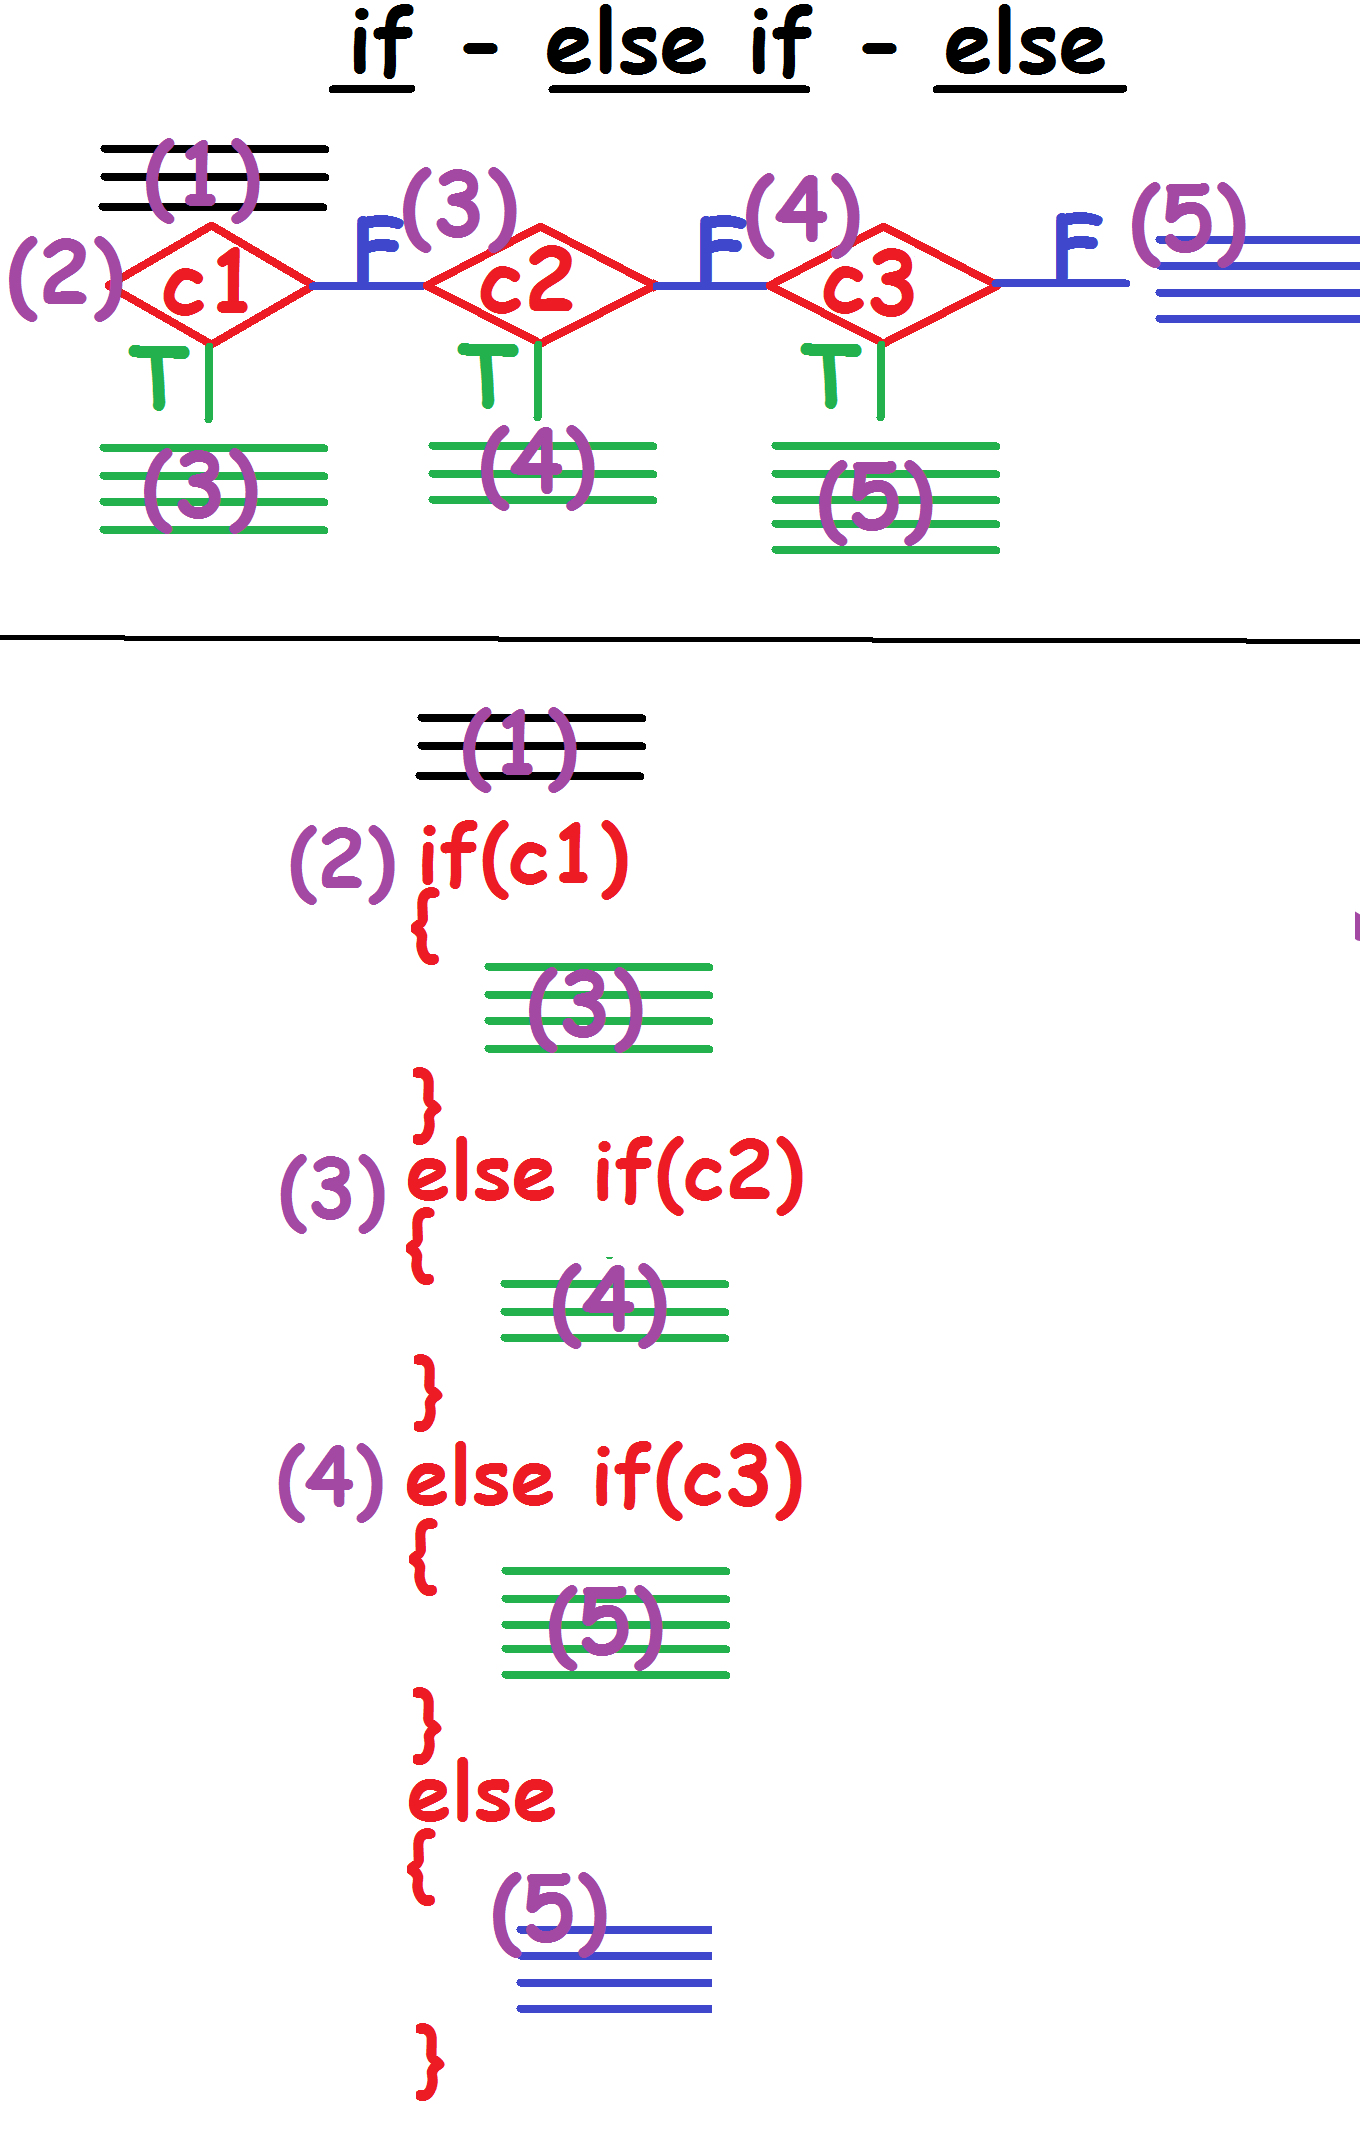 if - else if - else
(1)
(2) c1 F (3) c2 F (4) c3 F (5)
T T T
(3) (4) (5)
(1)
(2) if(c1)
{
(3)
}
(3) else if(c2)
{
(4)
}
(4) else if(c3)
{
(5)
}
else
{
(5)
}